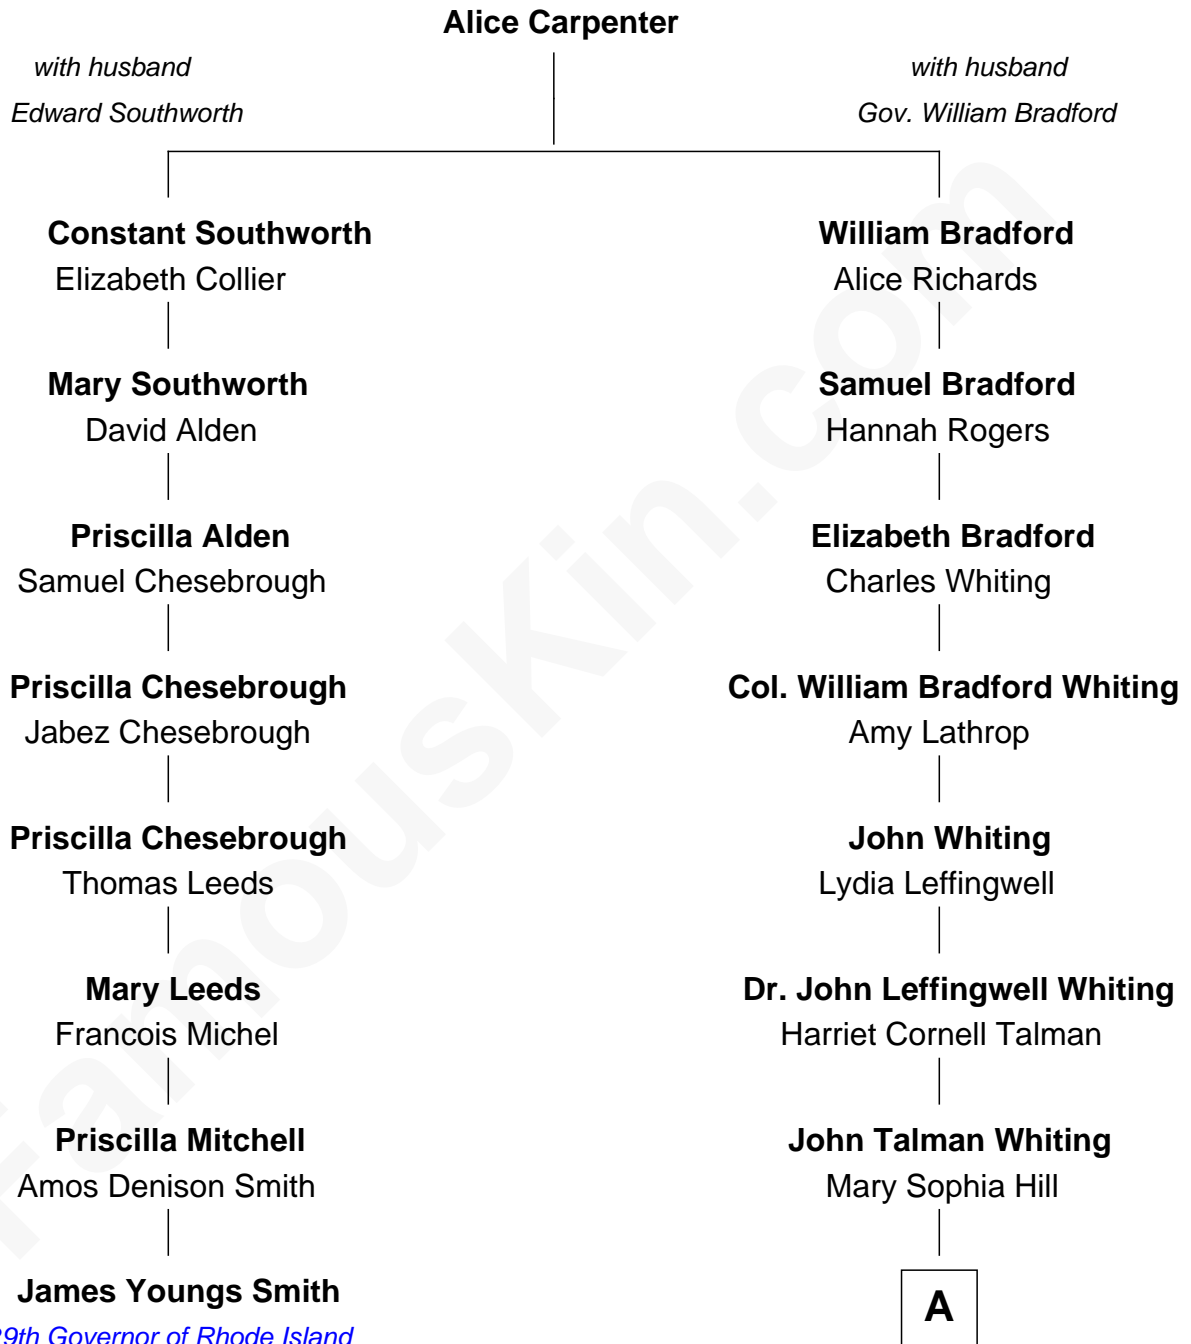 Alice Carpenter
with husband
Edward Southworth
with husband
Gov. William Bradford
Constant Southworth
Elizabeth Collier
William Bradford
Alice Richards
Mary Southworth
David Alden
Samuel Bradford
Hannah Rogers
Priscilla Alden
Samuel Chesebrough
Elizabeth Bradford
Charles Whiting
Priscilla Chesebrough
Jabez Chesebrough
Col. William Bradford Whiting
Amy Lathrop
Priscilla Chesebrough
Thomas Leeds
John Whiting
Lydia Leffingwell
Mary Leeds
Francois Michel
Dr. John Leffingwell Whiting
Harriet Cornell Talman
Priscilla Mitchell
Amos Denison Smith
John Talman Whiting
Mary Sophia Hill
James Youngs Smith
29th Governor of Rhode Island
A
FamousKin.com